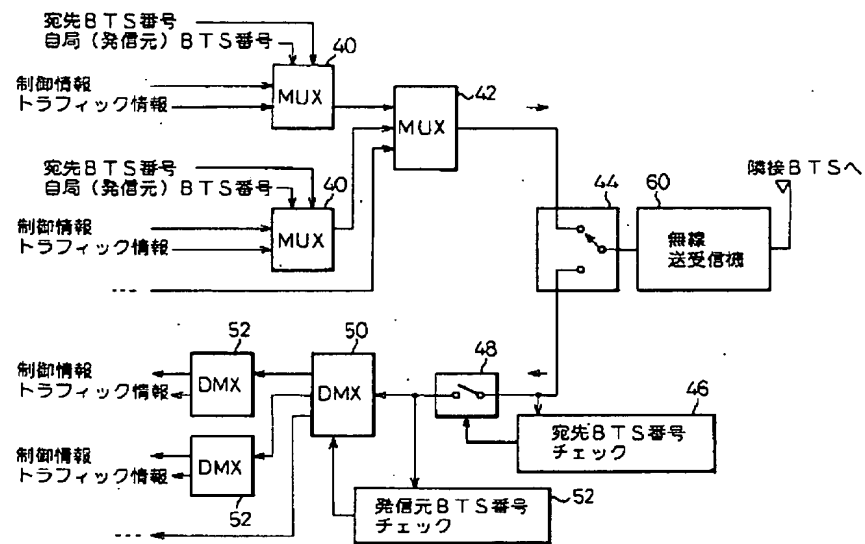 宛先BTS番号
自局(発信元)BTS番号
40
制御情報
トラフィック情報
MUX
42
MUX
宛先BTS番号
自局(発信元)BTS番号
40
制御情報
トラフィック情報
MUX
44
60
隣接BTSへ
無線
送受信機
52
50
48
46
制御情報
トラフィック情報
DMX
DMX
宛先BTS番号
チェック
制御情報
トラフィック情報
DMX
52
発信元BTS番号
チェック
52